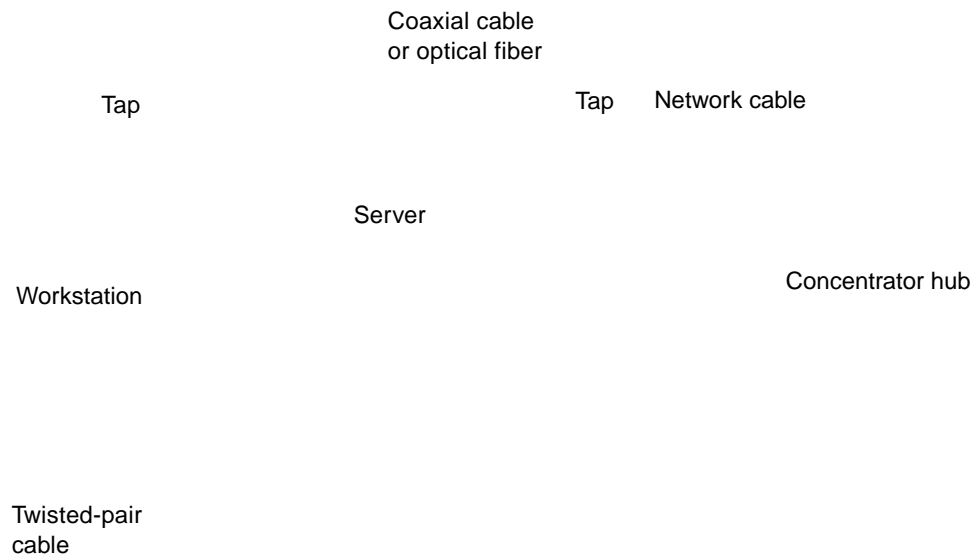 Coaxial cable
or optical fiber
Tap
Tap
Network cable
Server
Concentrator hub
Workstation
Twisted-pair
cable